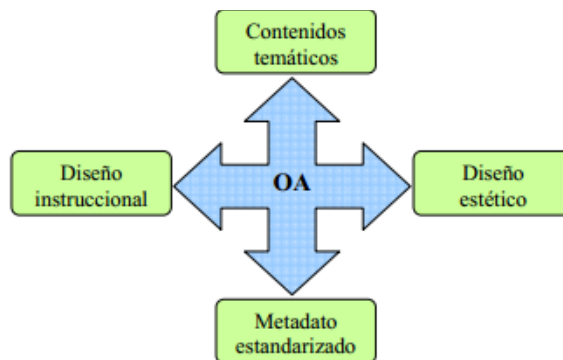 Contenidos
temáticos
Diseño
instruccional
OA
Diseño
estético
Metadato
estandarizado